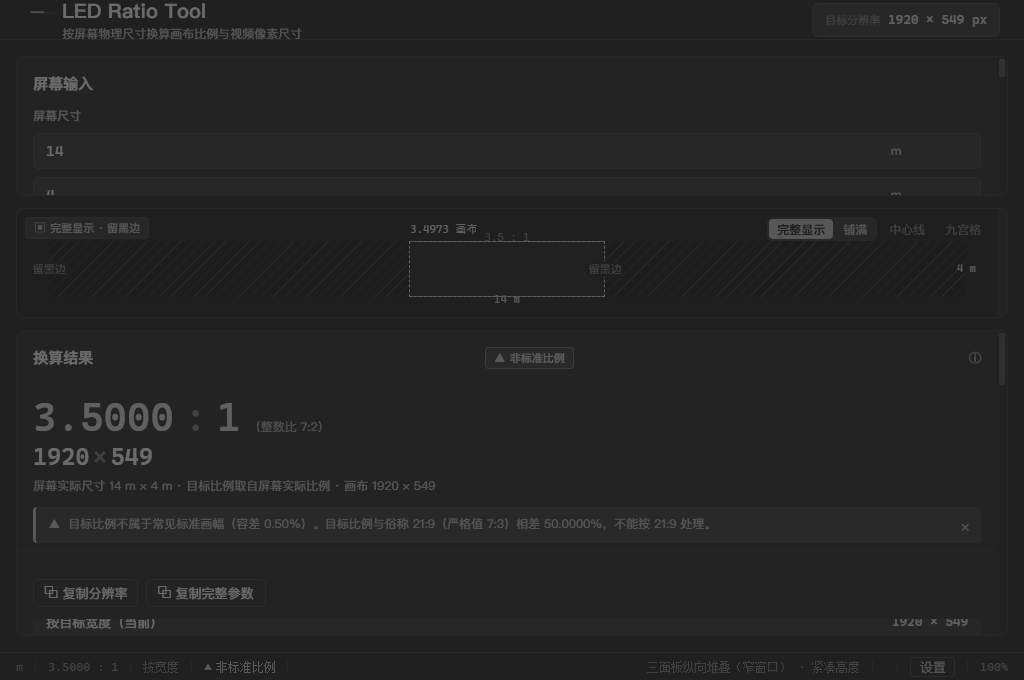 LED Ratio Tool
按屏幕物理尺寸换算画布比例与视频像素尺寸
目标分辨率 1920 × 549 px
屏幕输入
屏幕尺寸
14 m
完整显示 · 留黑边
3.4973 画布
3.5 : 1
完整显示 铺满 中心线 九宫格
留黑边 留黑边 4 m
14 m
换算结果
▲ 非标准比例
3.5000 : 1 (整数比 7:2)
1920×549
屏幕实际尺寸 14 m × 4 m · 目标比例取自屏幕实际比例 · 画布 1920 × 549
▲ 目标比例不属于常见标准画幅（容差 0.50%）。目标比例与俗称 21:9（严格值 7:3）相差 50.0000%，不能按 21:9 处理。 ×
复制分辨率 复制完整参数
按目标宽度（当前） 1920 × 549
m 3.5000 : 1 按宽度 ▲ 非标准比例 三面板纵向堆叠（窄窗口） · 紧凑高度 设置 100%